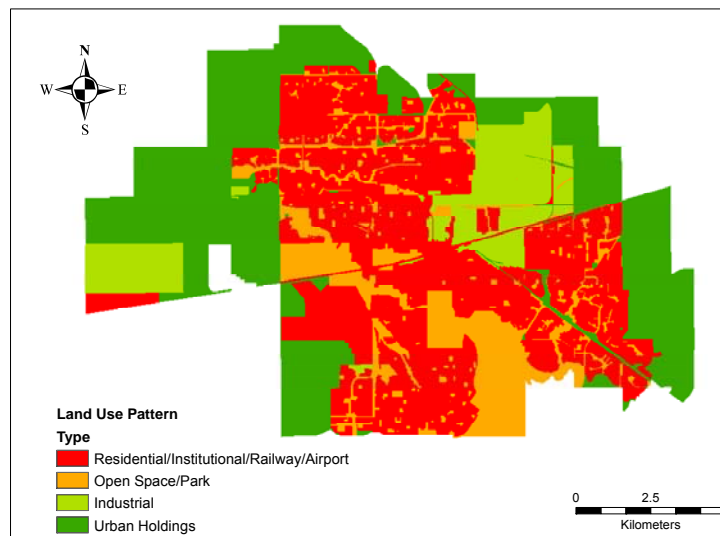 N
W E
S
Land Use Pattern
Type
Residential/Institutional/Railway/Airport
Open Space/Park
Industrial
Urban Holdings
0 2.5
Kilometers